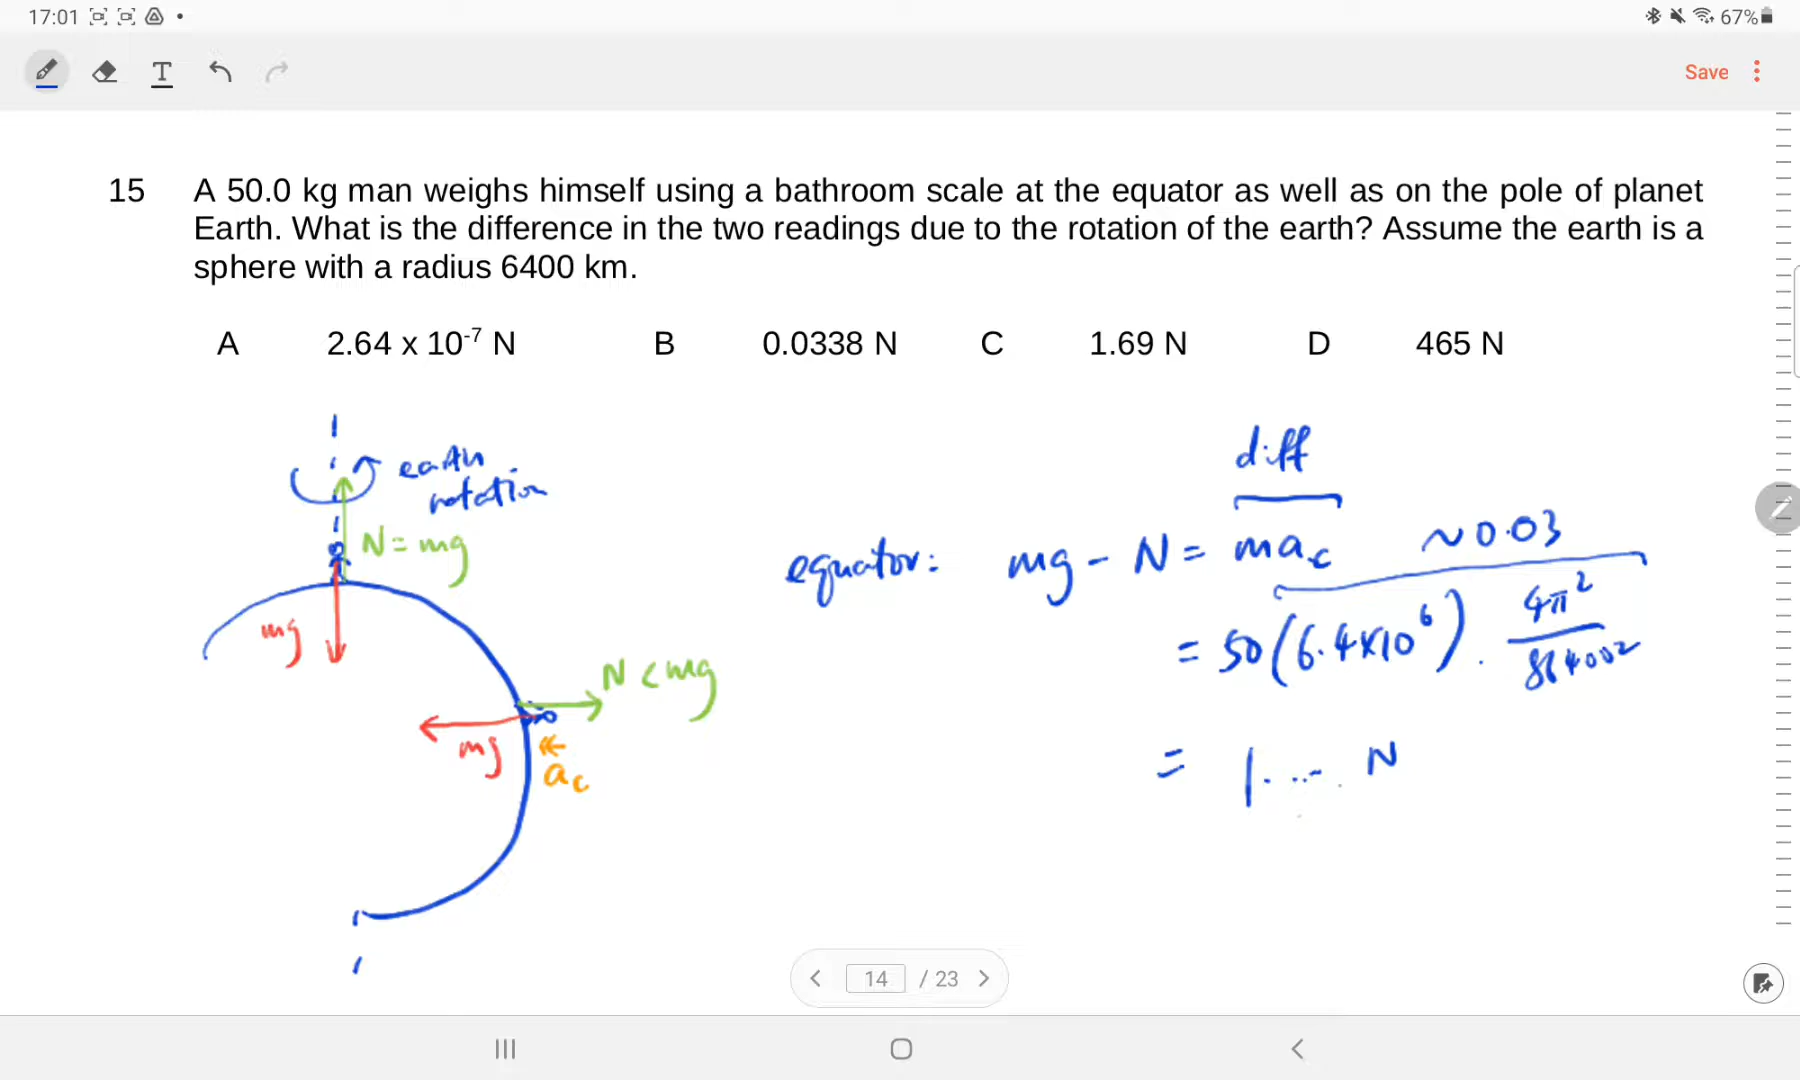 17:01
67%
Save
15 A 50.0 kg man weighs himself using a bathroom scale at the equator as well as on the pole of planet
Earth. What is the difference in the two readings due to the rotation of the earth? Assume the earth is a
sphere with a radius 6400 km.
A 2.64 x 10⁻⁷ N B 0.0338 N C 1.69 N D 465 N
earth
rotation
N = mg
mg
N < mg
mg
a_c
diff
equator: mg - N = ma_c
~0.03
= 50 (6.4×10⁶) . 4π² / 86400²
= 1. ... N
14 / 23